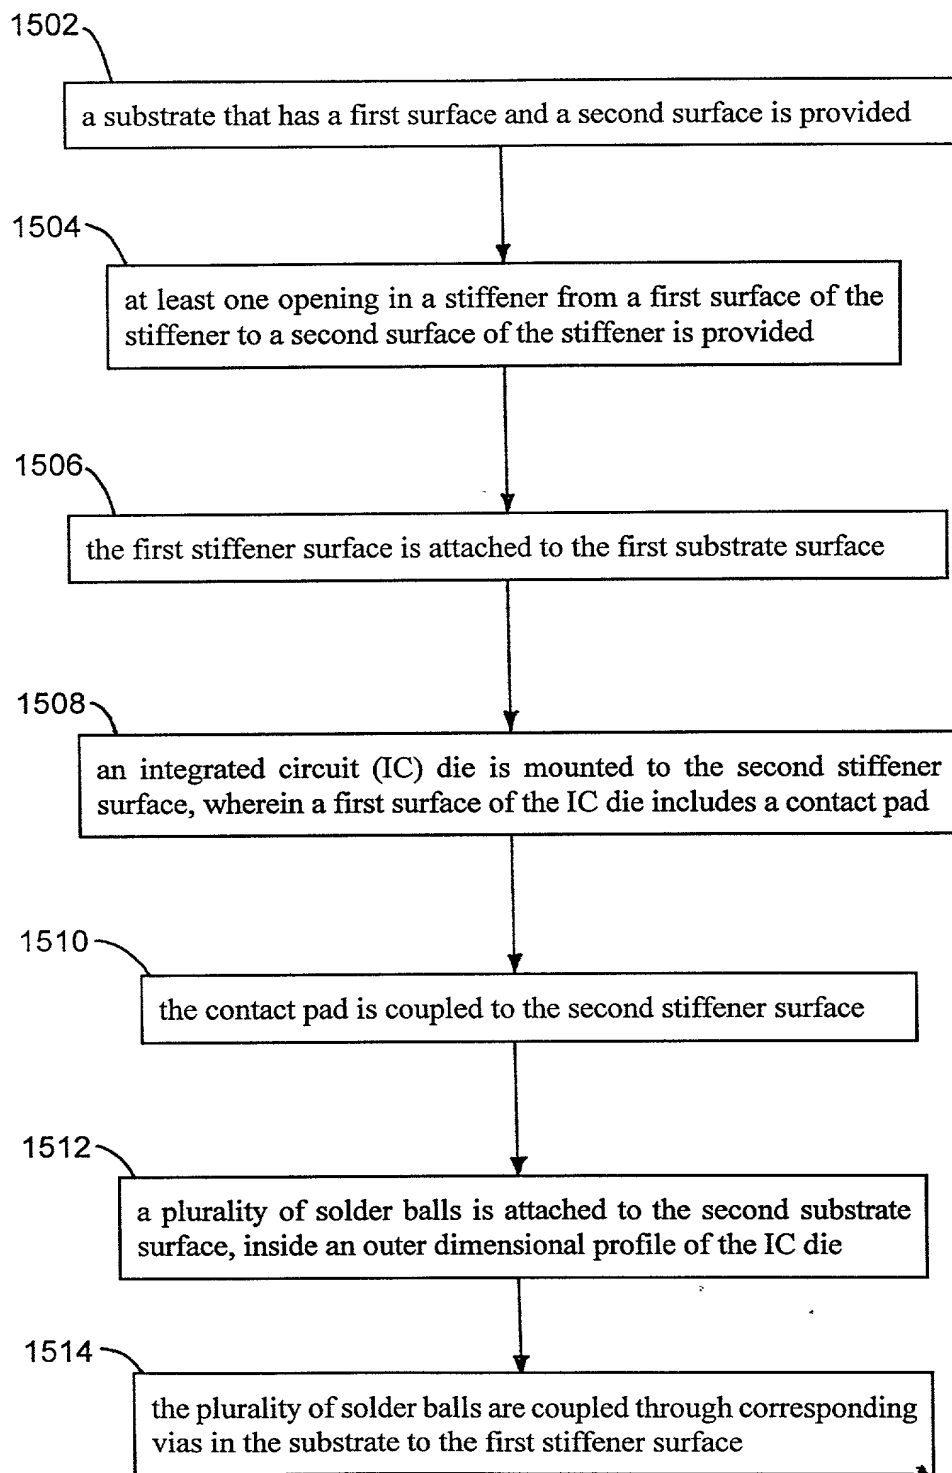 1502
a substrate that has a first surface and a second surface is provided
1504
at least one opening in a stiffener from a first surface of the
stiffener to a second surface of the stiffener is provided
1506
the first stiffener surface is attached to the first substrate surface
1508
an integrated circuit (IC) die is mounted to the second stiffener
surface, wherein a first surface of the IC die includes a contact pad
1510
the contact pad is coupled to the second stiffener surface
1512
a plurality of solder balls is attached to the second substrate
surface, inside an outer dimensional profile of the IC die
1514
the plurality of solder balls are coupled through corresponding
vias in the substrate to the first stiffener surface